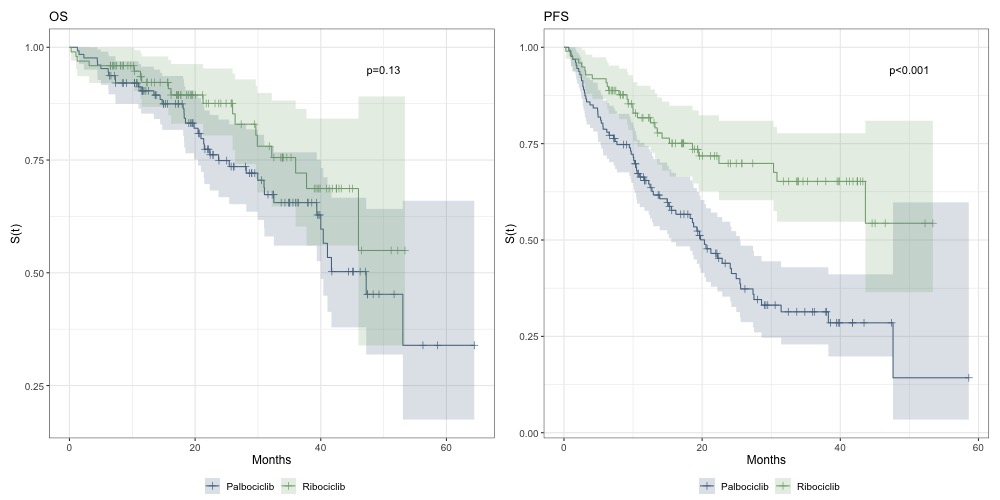 OS
p=0.13
1.00
0.75
0.50
0.25
S(t)
0
20
40
60
Months
Palbociclib
Ribociclib
PFS
p<0.001
1.00
0.75
0.50
0.25
0.00
S(t)
0
20
40
60
Months
Palbociclib
Ribociclib